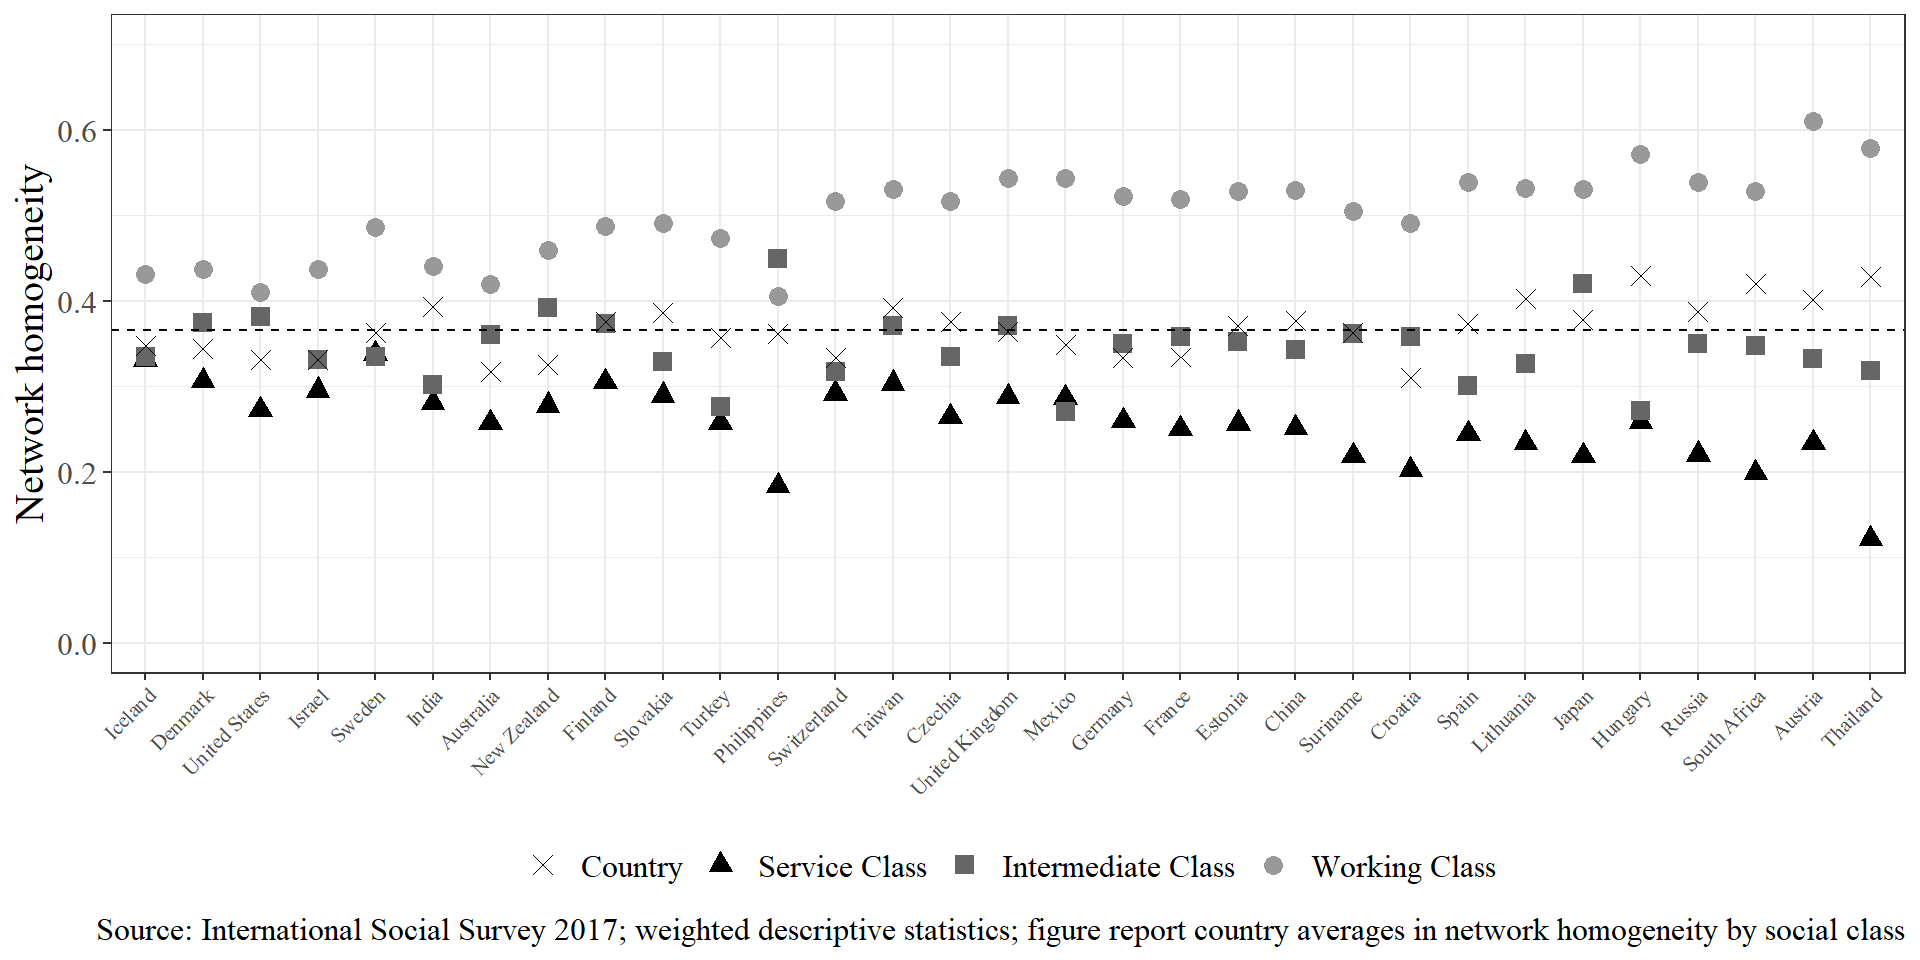 Network homogeneity
0.6
0.4
0.2
0.0
Iceland
Denmark
United States
Israel
Sweden
India
Australia
New Zealand
Finland
Slovakia
Turkey
Philippines
Switzerland
Taiwan
Czechia
United Kingdom
Mexico
Germany
France
Estonia
China
Suriname
Croatia
Spain
Lithuania
Japan
Hungary
Russia
South Africa
Austria
Thailand
Country Service Class Intermediate Class Working Class
Source: International Social Survey 2017; weighted descriptive statistics; figure report country averages in network homogeneity by social class